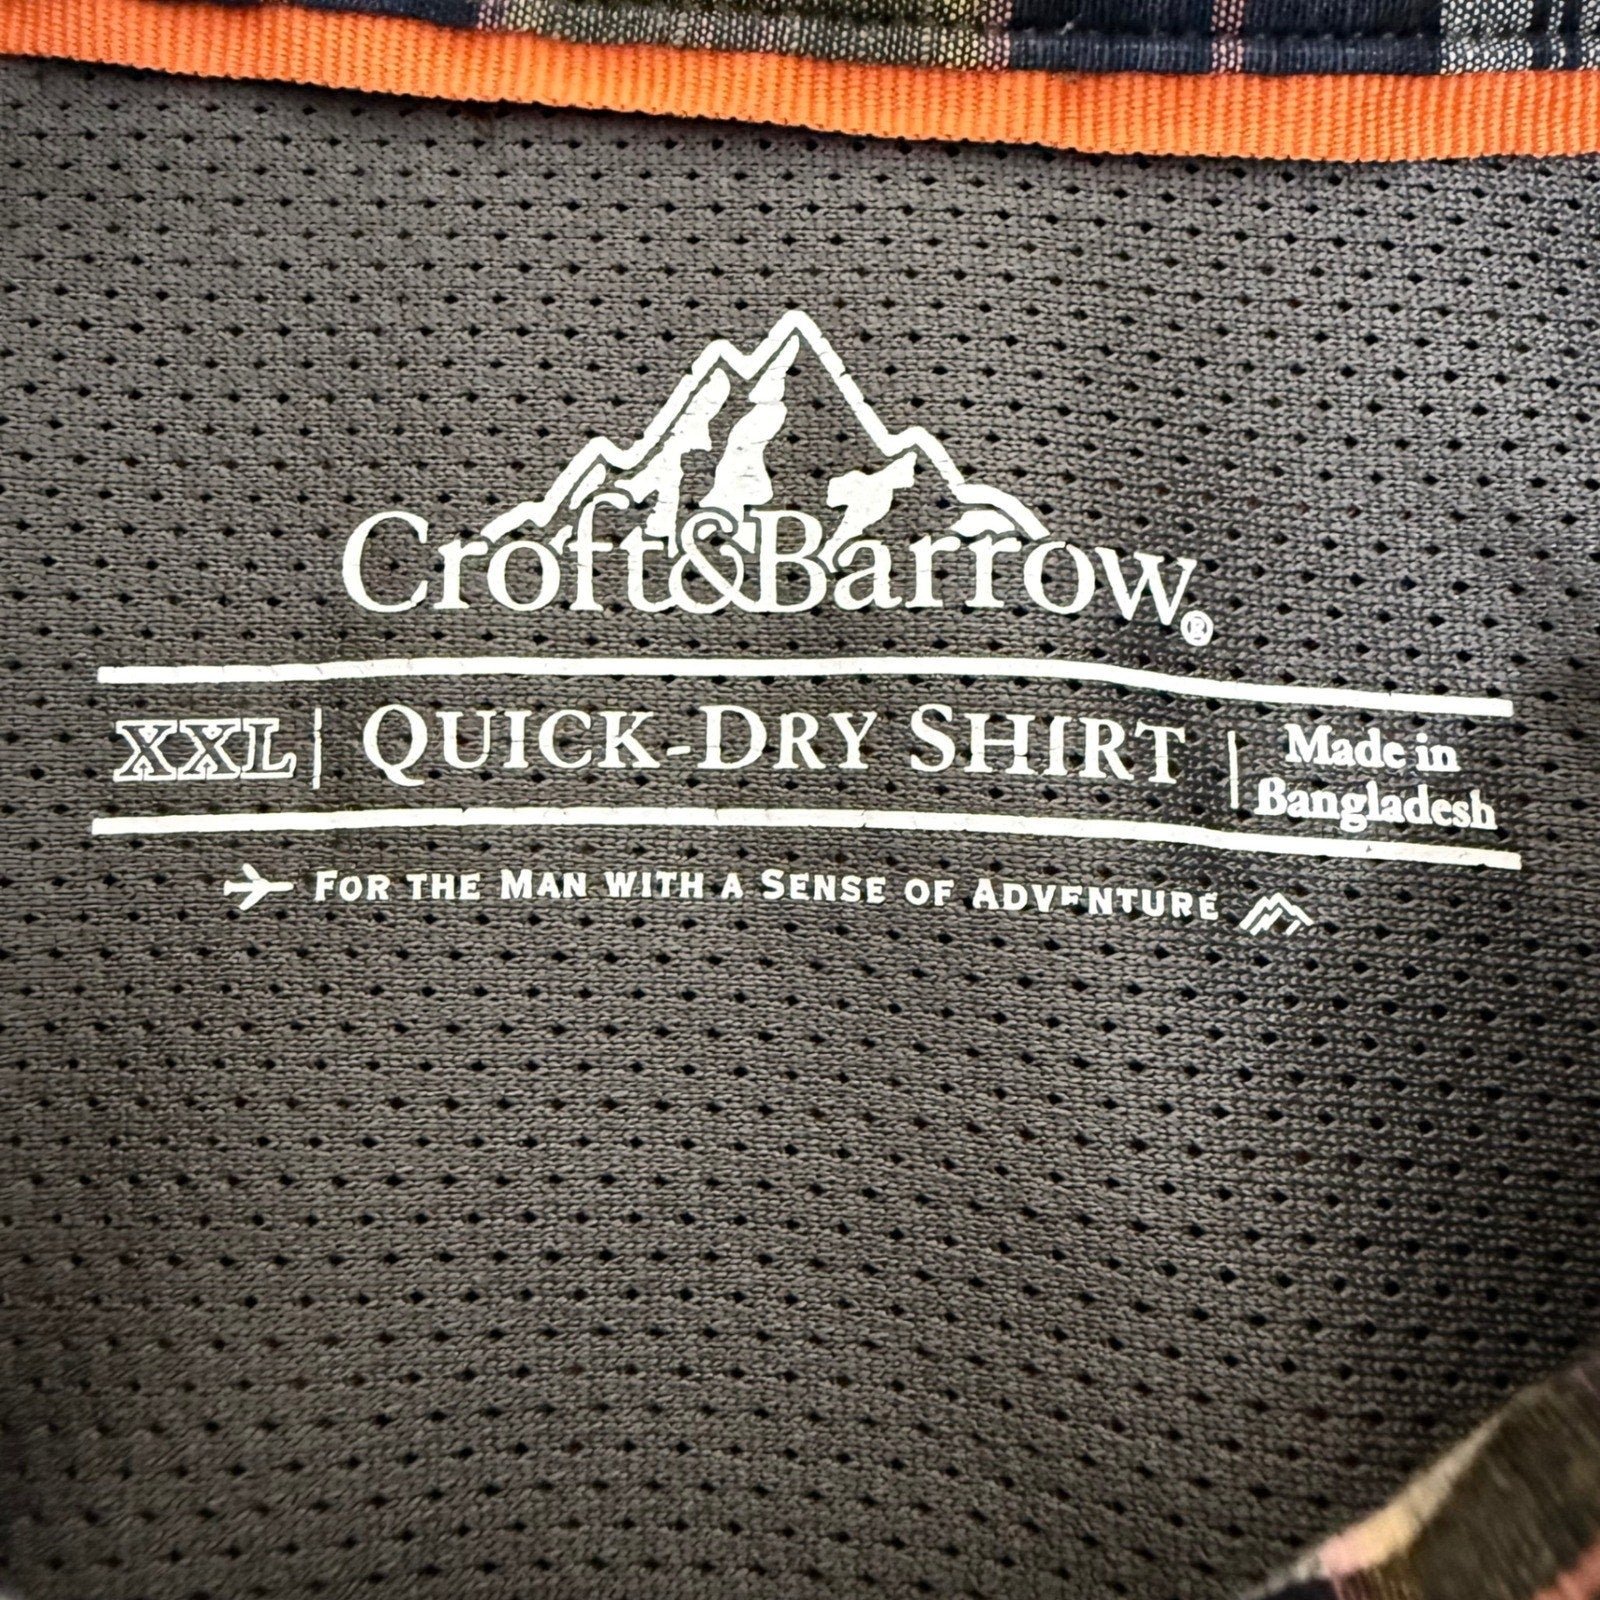 Croft&Barrow®
XXL | QUICK-DRY SHIRT | Made in
Bangladesh
FOR THE MAN WITH A SENSE OF ADVENTURE